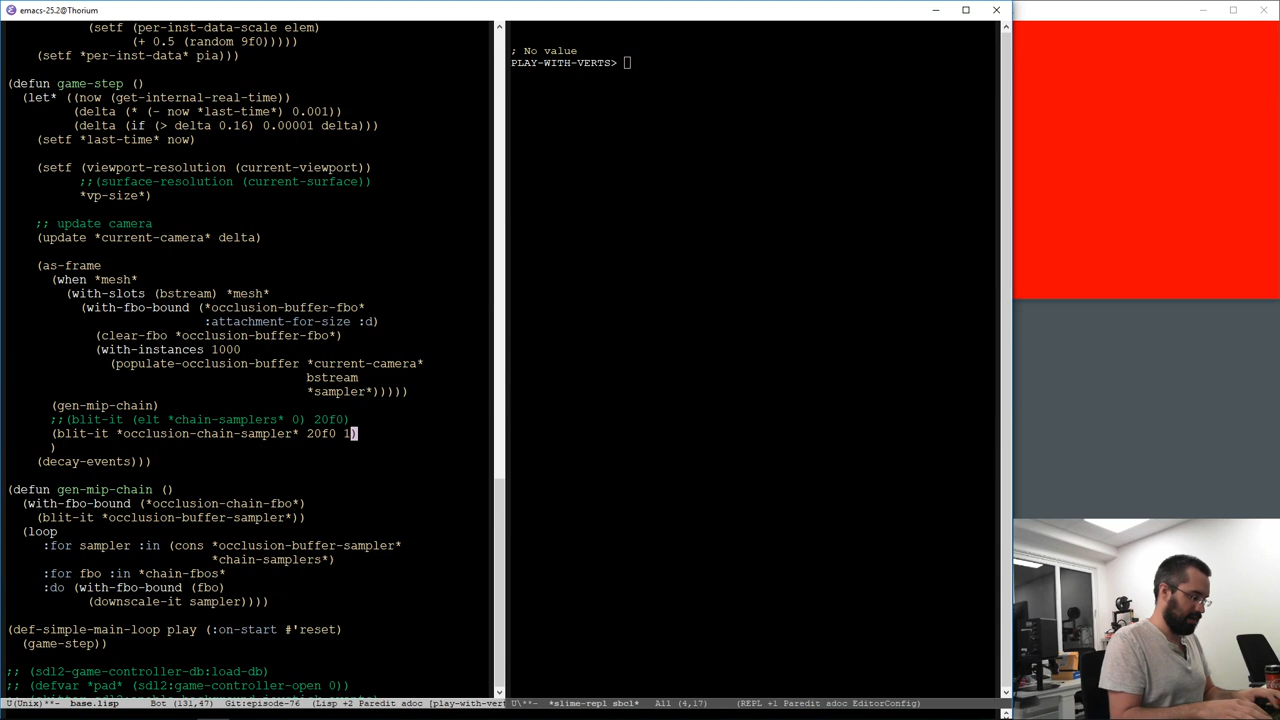 emacs-25.2@Thorium
(setf (per-inst-data-scale elem)
(+ 0.5 (random 9f0)))))
(setf *per-inst-data* pia)))
(defun game-step ()
(let* ((now (get-internal-real-time))
(delta (* (- now *last-time*) 0.001))
(delta (if (> delta 0.16) 0.00001 delta)))
(setf *last-time* now)
(setf (viewport-resolution (current-viewport))
;;(surface-resolution (current-surface))
*vp-size*)
;; update camera
(update *current-camera* delta)
(as-frame
(when *mesh*
(with-slots (bstream) *mesh*
(with-fbo-bound (*occlusion-buffer-fbo*
:attachment-for-size :d)
(clear-fbo *occlusion-buffer-fbo*)
(with-instances 1000
(populate-occlusion-buffer *current-camera*
bstream
*sampler*)))))
(gen-mip-chain)
;;(blit-it (elt *chain-samplers* 0) 20f0)
(blit-it *occlusion-chain-sampler* 20f0 1)
)
(decay-events)))
(defun gen-mip-chain ()
(with-fbo-bound (*occlusion-chain-fbo*)
(blit-it *occlusion-buffer-sampler*))
(loop
:for sampler :in (cons *occlusion-buffer-sampler*
*chain-samplers*)
:for fbo :in *chain-fbos*
:do (with-fbo-bound (fbo)
(downscale-it sampler))))
(def-simple-main-loop play (:on-start #'reset)
(game-step))
;; (sdl2-game-controller-db:load-db)
;; (defvar *pad* (sdl2:game-controller-open 0))
U(Unix)**- base.lisp Bot (131,47) Git:episode-76 (Lisp +2 Paredit adoc [play-with-vert
; No value
PLAY-WITH-VERTS>
U\**- *slime-repl sbcl* All (4,17) (REPL +1 Paredit adoc EditorConfig)